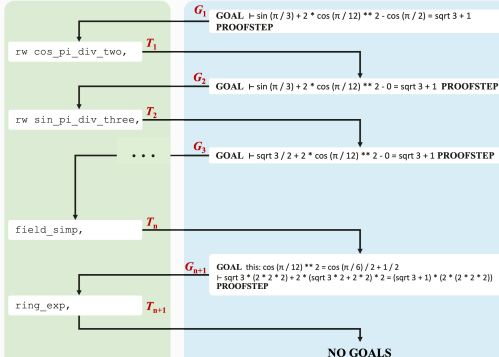 G1
GOAL ⊢ sin (π / 3) + 2 * cos (π / 12) ** 2 - cos (π / 2) = sqrt 3 + 1
PROOFSTEP
rw cos_pi_div_two,
T1
G2
GOAL ⊢ sin (π / 3) + 2 * cos (π / 12) ** 2 - 0 = sqrt 3 + 1 PROOFSTEP
rw sin_pi_div_three,
T2
G3
GOAL ⊢ sqrt 3 / 2 + 2 * cos (π / 12) ** 2 - 0 = sqrt 3 + 1 PROOFSTEP
• • •
field_simp,
Tn
Gn+1
GOAL this: cos (π / 12) ** 2 = cos (π / 6) / 2 + 1 / 2
⊢ sqrt 3 * (2 * 2 * 2) + 2 * (sqrt 3 * 2 + 2 * 2) * 2 = (sqrt 3 + 1) * (2 * (2 * 2 * 2))
PROOFSTEP
ring_exp,
Tn+1
NO GOALS